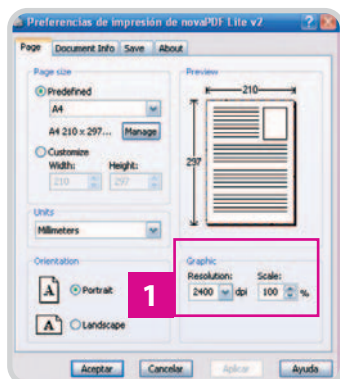 Preferencias de impresión de novaPDF Lite v7
Page Document Info Save About
Page size
Predefined
A4
A4 210 x 297... Manage
Customize
Width: Height:
210 297
Units
Millimeters
Orientation
A Portrait
A Landscape
Preview
210
297
1
Graphic
Resolution: Scale:
2400 dpi 100 %
Aceptar Cancelar Aplicar Ayuda